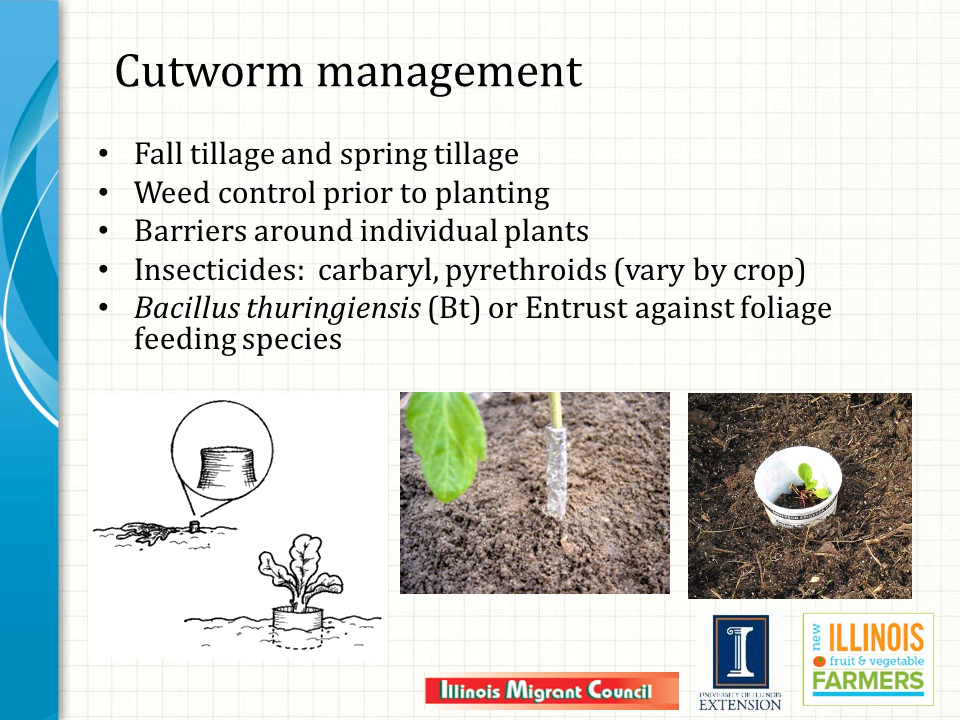 Cutworm management
• Fall tillage and spring tillage
• Weed control prior to planting
• Barriers around individual plants
• Insecticides:  carbaryl, pyrethroids (vary by crop)
• Bacillus thuringiensis (Bt) or Entrust against foliage
feeding species
Illinois Migrant Council
I
UNIVERSITY OF ILLINOIS
EXTENSION
new
ILLINOIS
fruit & vegetable
FARMERS